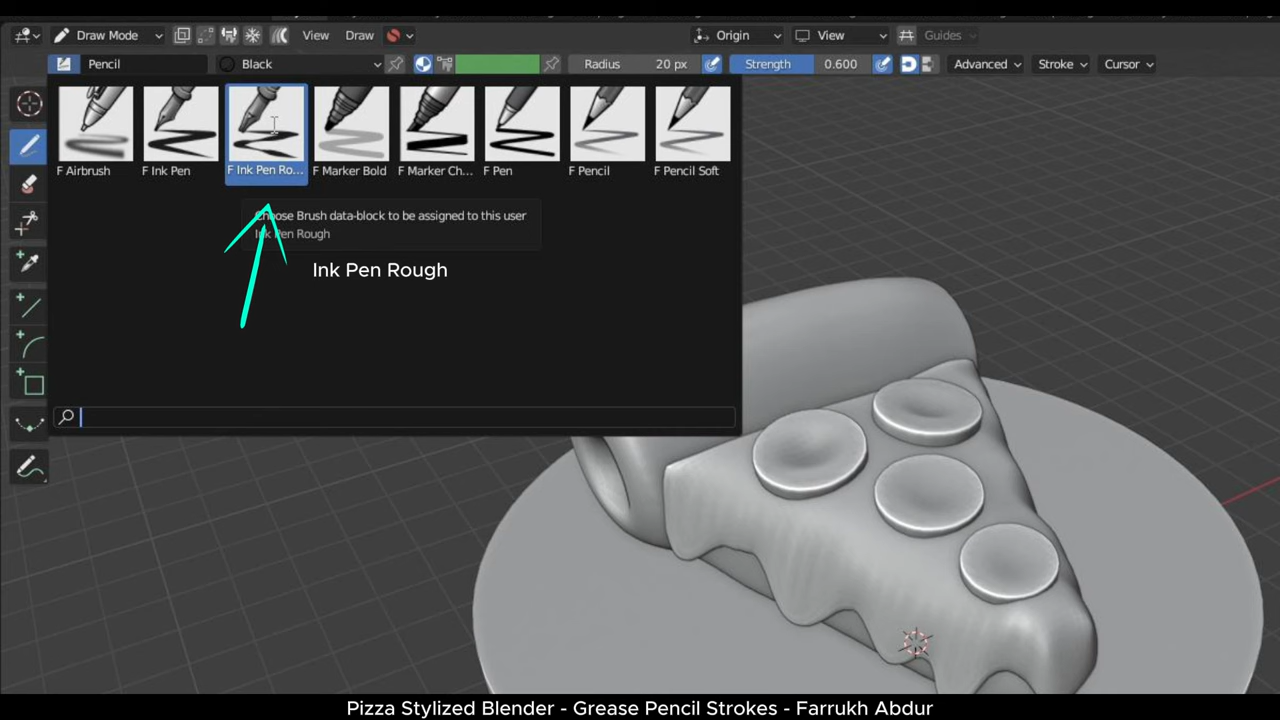 Draw Mode View Draw Origin View Guides
Pencil Black Radius 20 px Strength 0.600 Advanced Stroke Cursor
F Airbrush F Ink Pen F Ink Pen Ro... F Marker Bold F Marker Ch... F Pen F Pencil F Pencil Soft
Choose Brush data-block to be assigned to this user
Ink Pen Rough
Ink Pen Rough
Pizza Stylized Blender - Grease Pencil Strokes - Farrukh Abdur